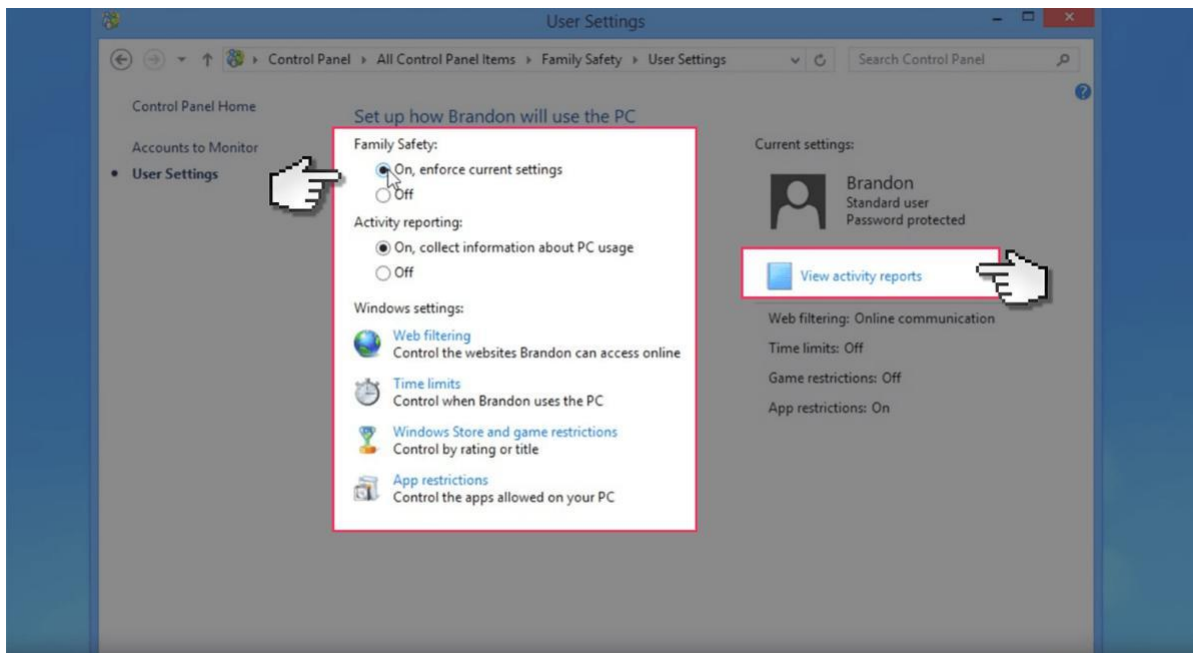 User Settings
Control Panel ▸ All Control Panel Items ▸ Family Safety ▸ User Settings
Search Control Panel
Control Panel Home
Accounts to Monitor
User Settings
Set up how Brandon will use the PC
Family Safety:
On, enforce current settings
Off
Activity reporting:
On, collect information about PC usage
Off
Windows settings:
Web filtering
Control the websites Brandon can access online
Time limits
Control when Brandon uses the PC
Windows Store and game restrictions
Control by rating or title
App restrictions
Control the apps allowed on your PC
Current settings:
Brandon
Standard user
Password protected
View activity reports
Web filtering: Online communication
Time limits: Off
Game restrictions: Off
App restrictions: On